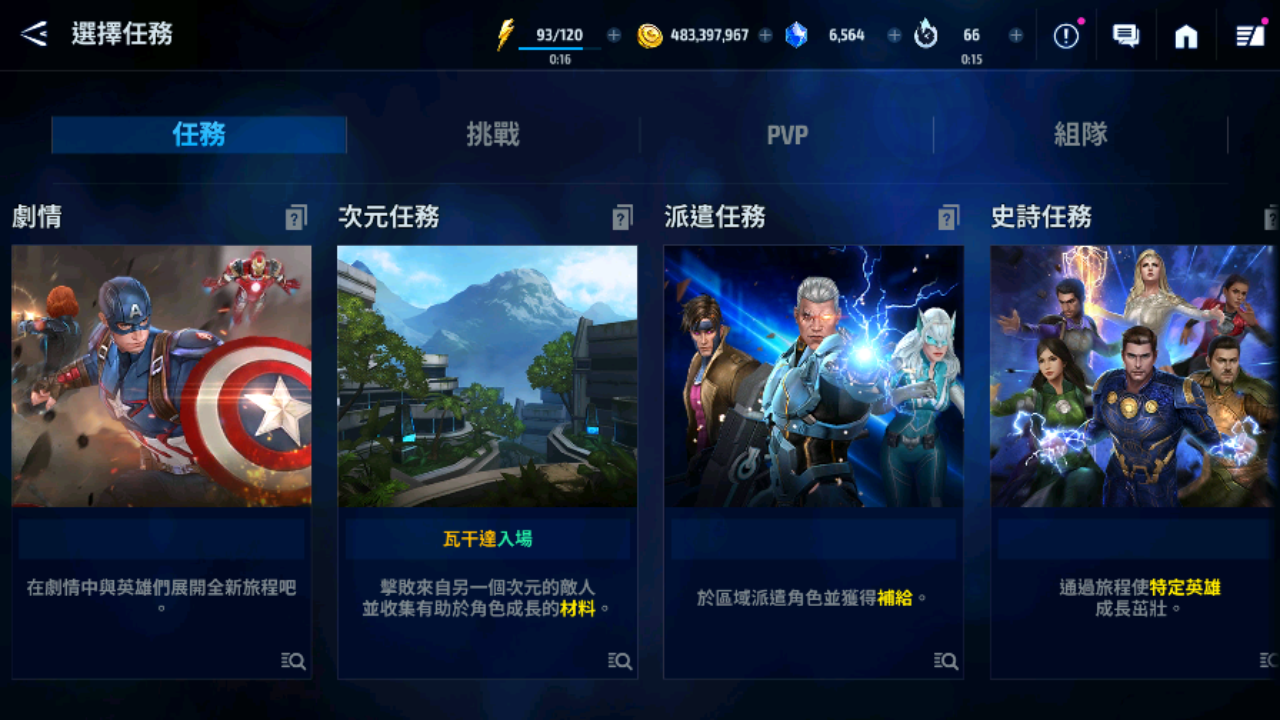 選擇任務
93/120
0:16
483,397,967
6,564
66
0:15
任務
挑戰
PVP
組隊
劇情
次元任務
派遣任務
史詩任務
瓦干達入場
在劇情中與英雄們展開全新旅程吧
。
擊敗來自另一個次元的敵人
並收集有助於角色成長的材料。
於區域派遣角色並獲得補給。
通過旅程使特定英雄
成長茁壯。